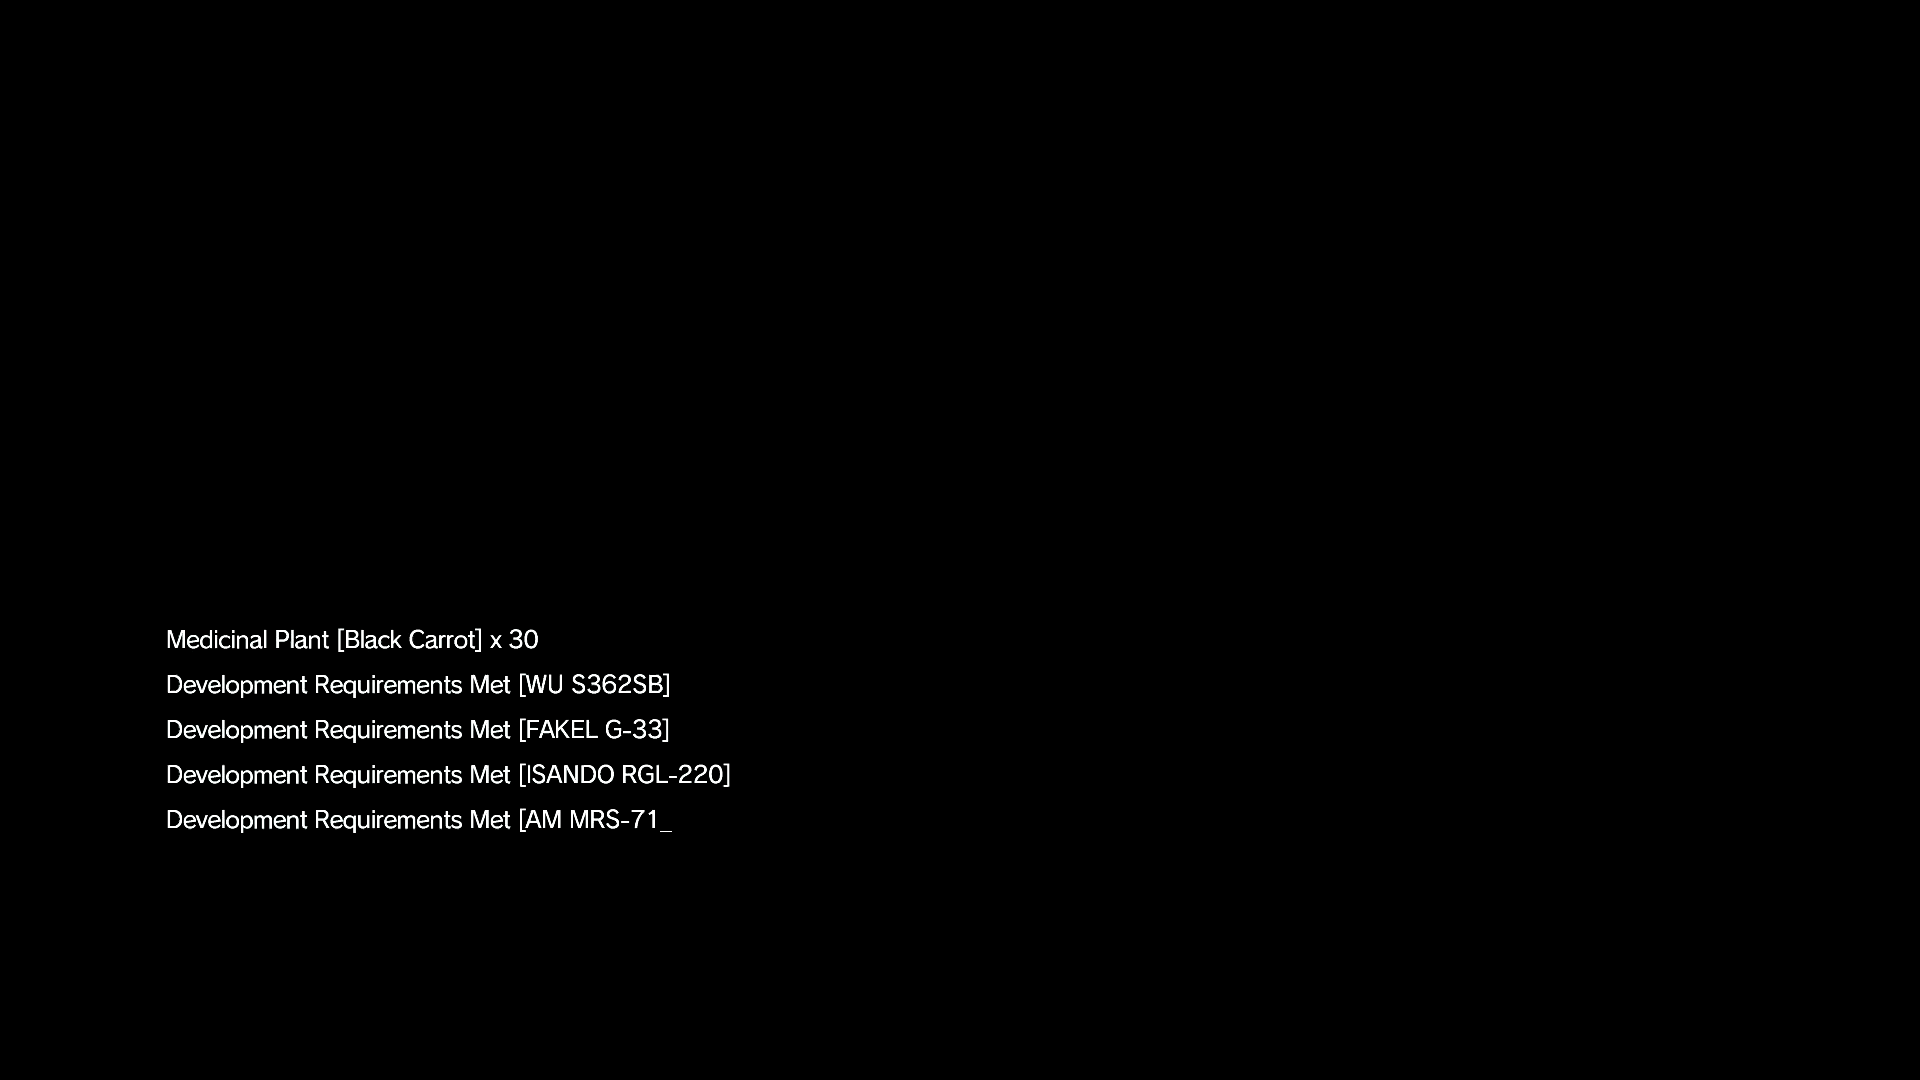 Medicinal Plant [Black Carrot] x 30
Development Requirements Met [WU S362SB]
Development Requirements Met [FAKEL G-33]
Development Requirements Met [ISANDO RGL-220]
Development Requirements Met [AM MRS-71_